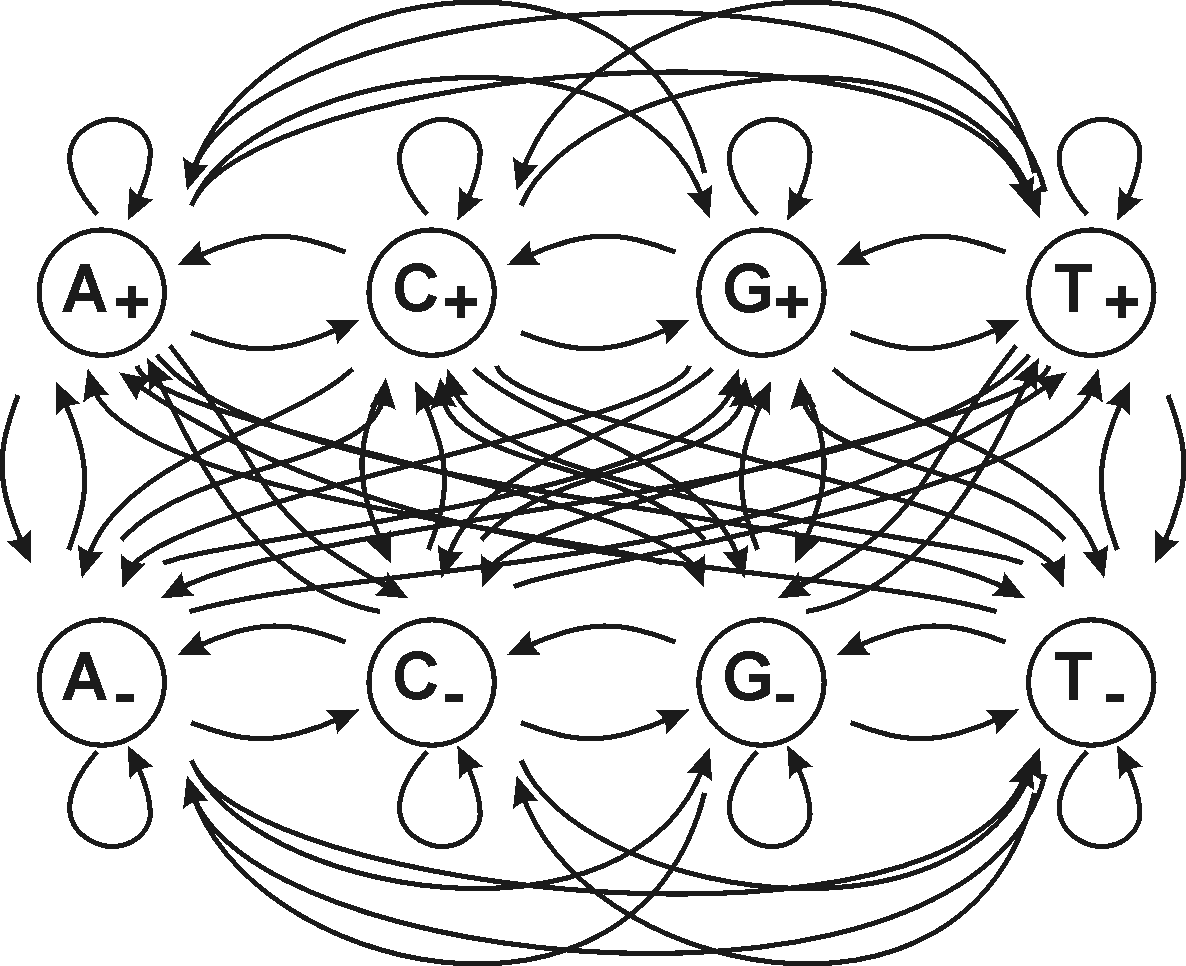 A+ C+ G+ T+
A- C- G- T-